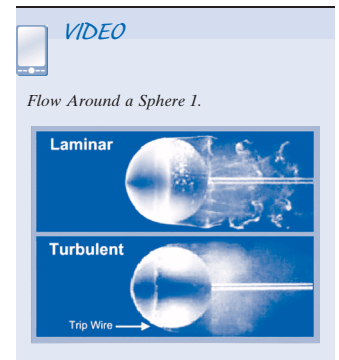 VIDEO
Flow Around a Sphere 1.
Laminar
Turbulent
Trip Wire